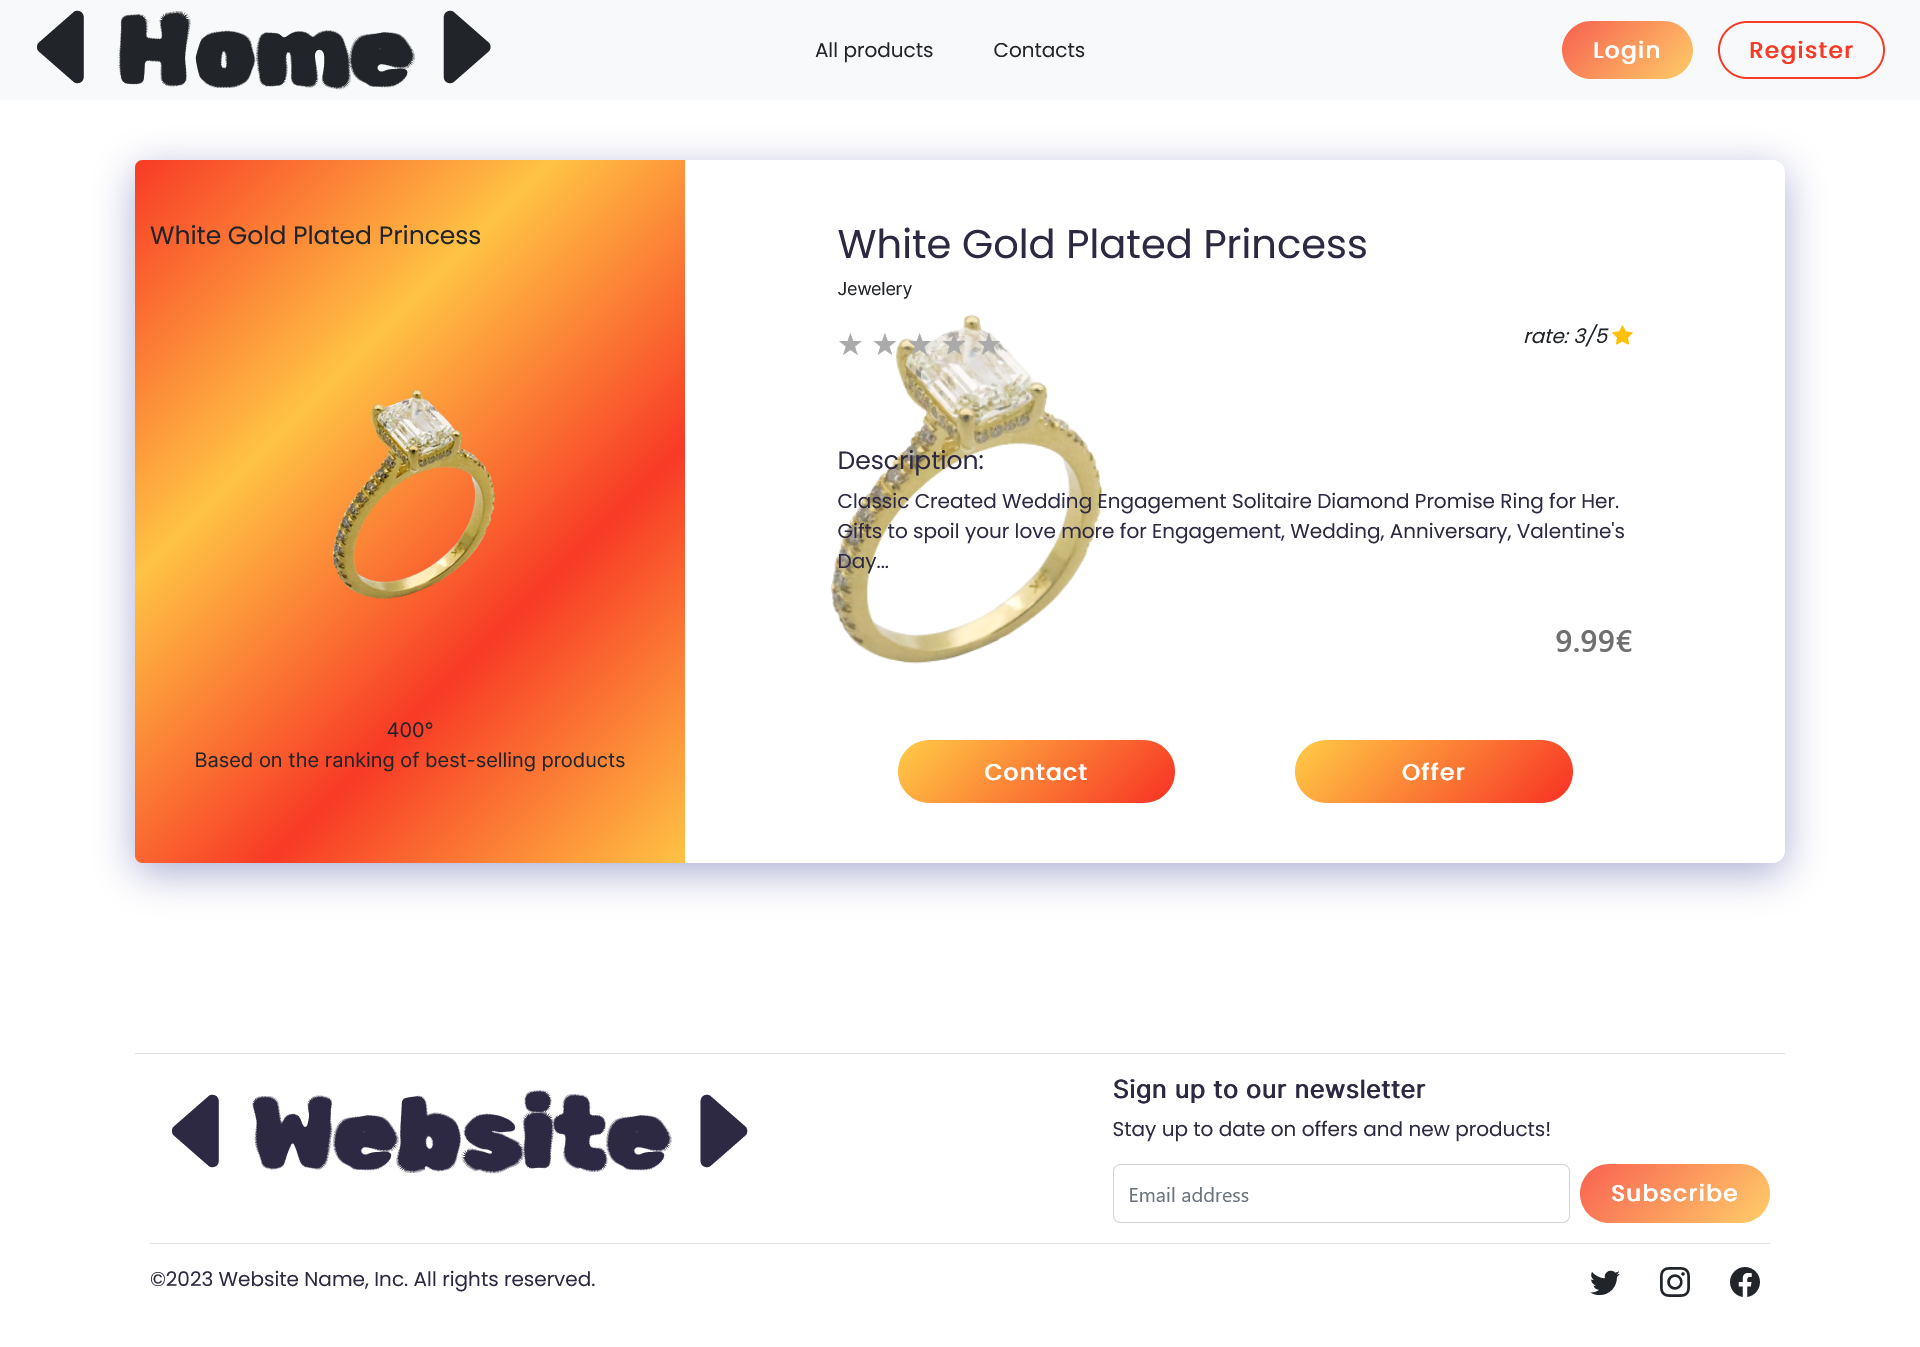 Home
All products
Contacts
Login
Register
White Gold Plated Princess
400°
Based on the ranking of best-selling products
White Gold Plated Princess
Jewelery
rate: 3/5
Description:
Classic Created Wedding Engagement Solitaire Diamond Promise Ring for Her.
Gifts to spoil your love more for Engagement, Wedding, Anniversary, Valentine's
Day...
9.99€
Contact
Offer
Website
Sign up to our newsletter
Stay up to date on offers and new products!
Email address
Subscribe
©2023 Website Name, Inc. All rights reserved.